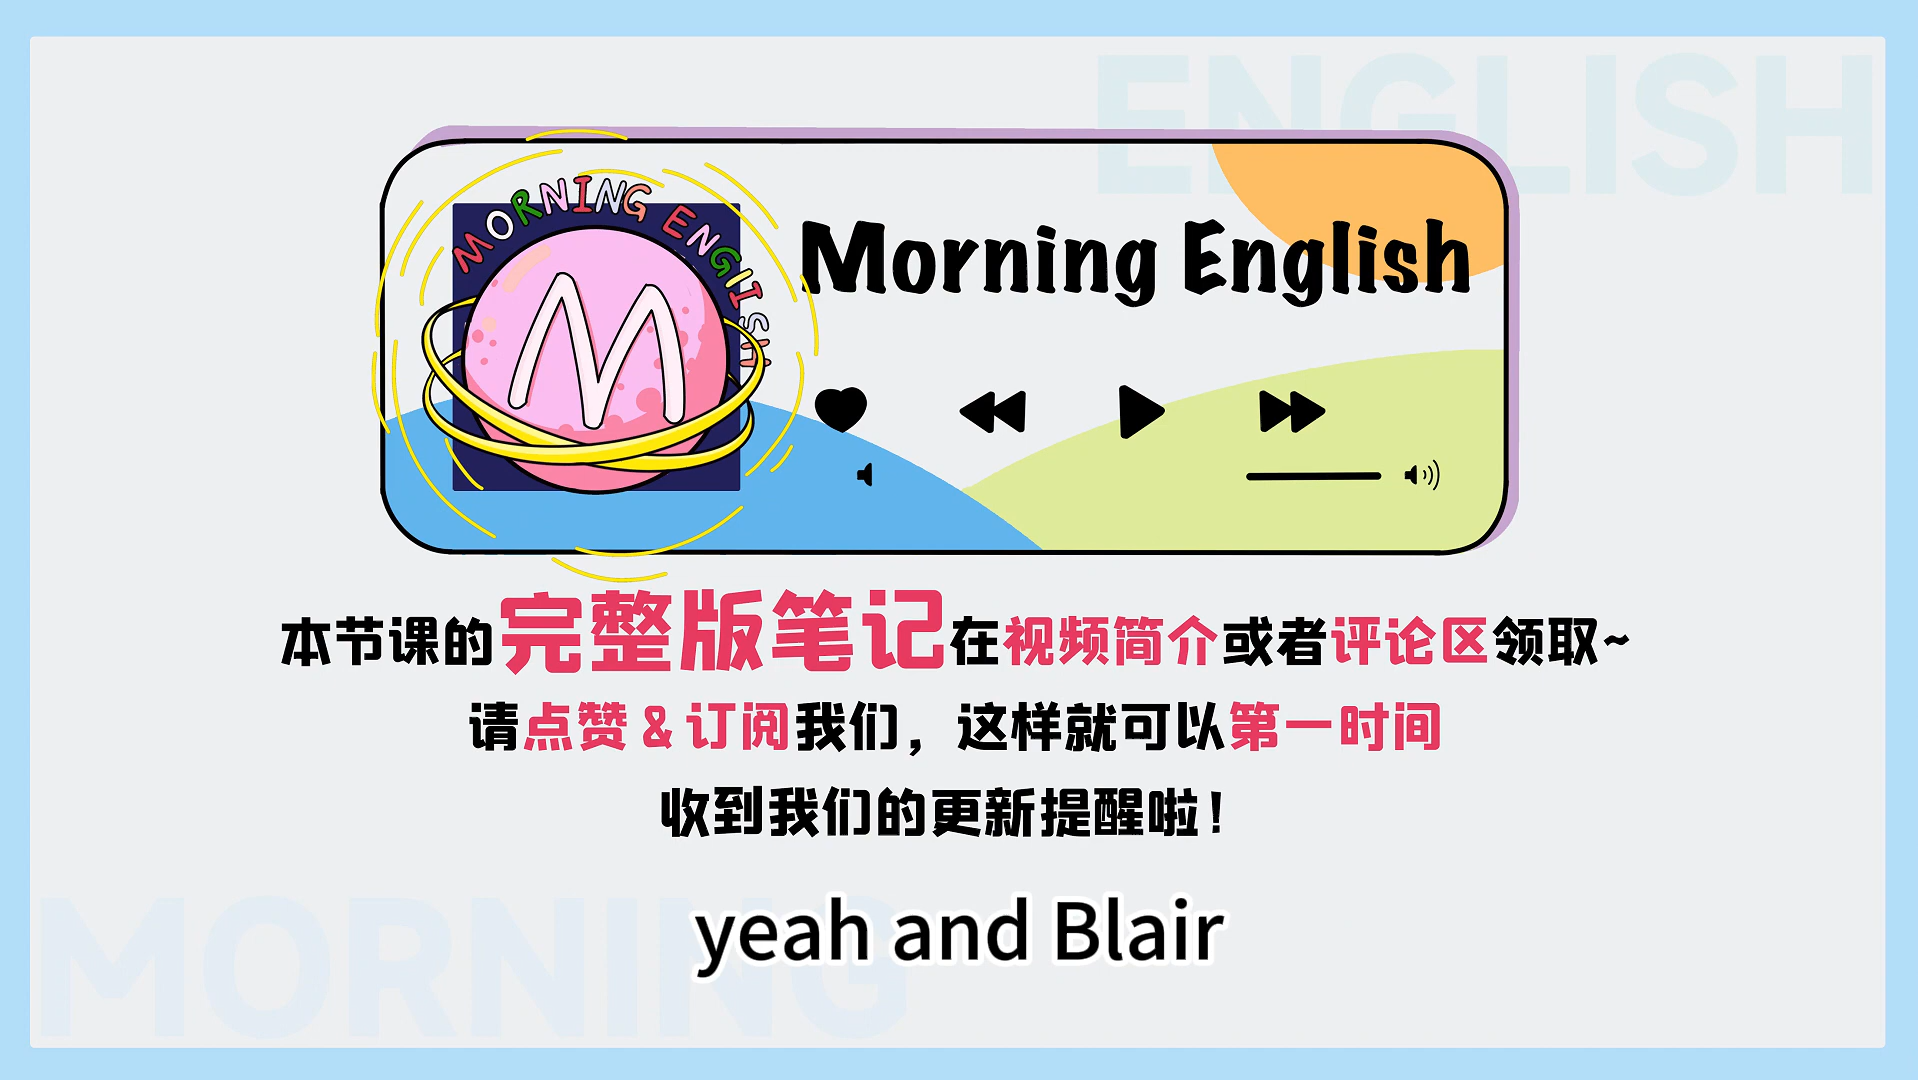 ENGLISH
MORNING ENGLISH
M
Morning English
本节课的完整版笔记在视频简介或者评论区领取~
请点赞&订阅我们，这样就可以第一时间
收到我们的更新提醒啦！
MORNING
yeah and Blair